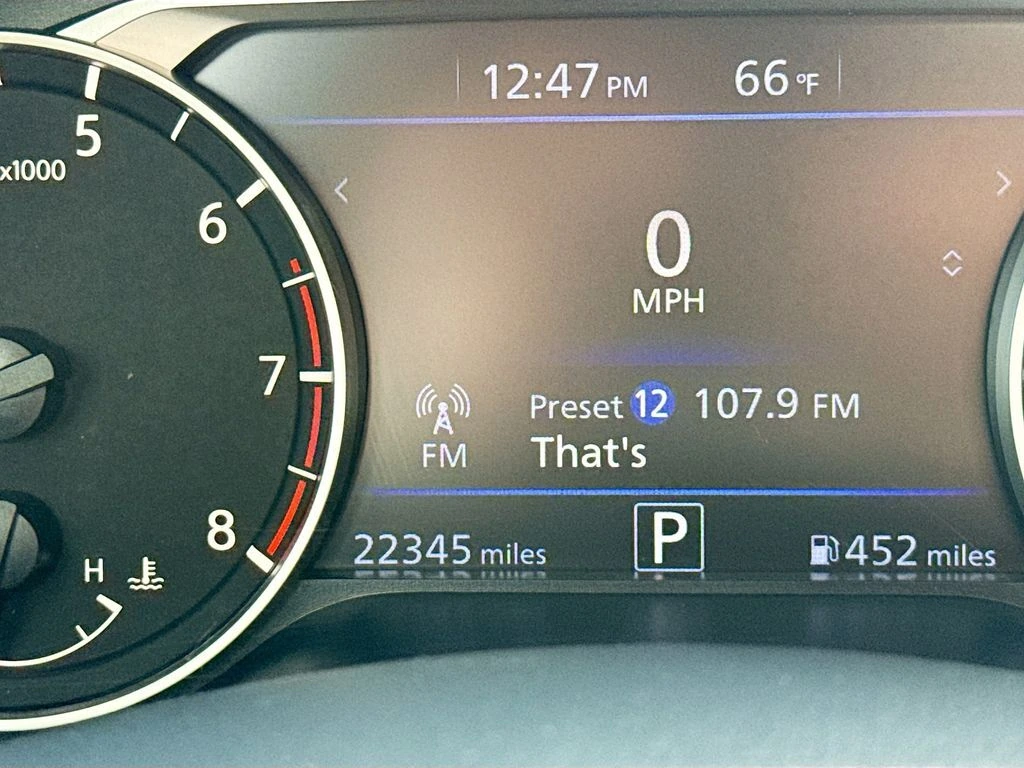 12:47 PM 66 °F
5
x1000
6
0
MPH
7
Preset 12 107.9 FM
FM
That's
8
22345 miles P 452 miles
H